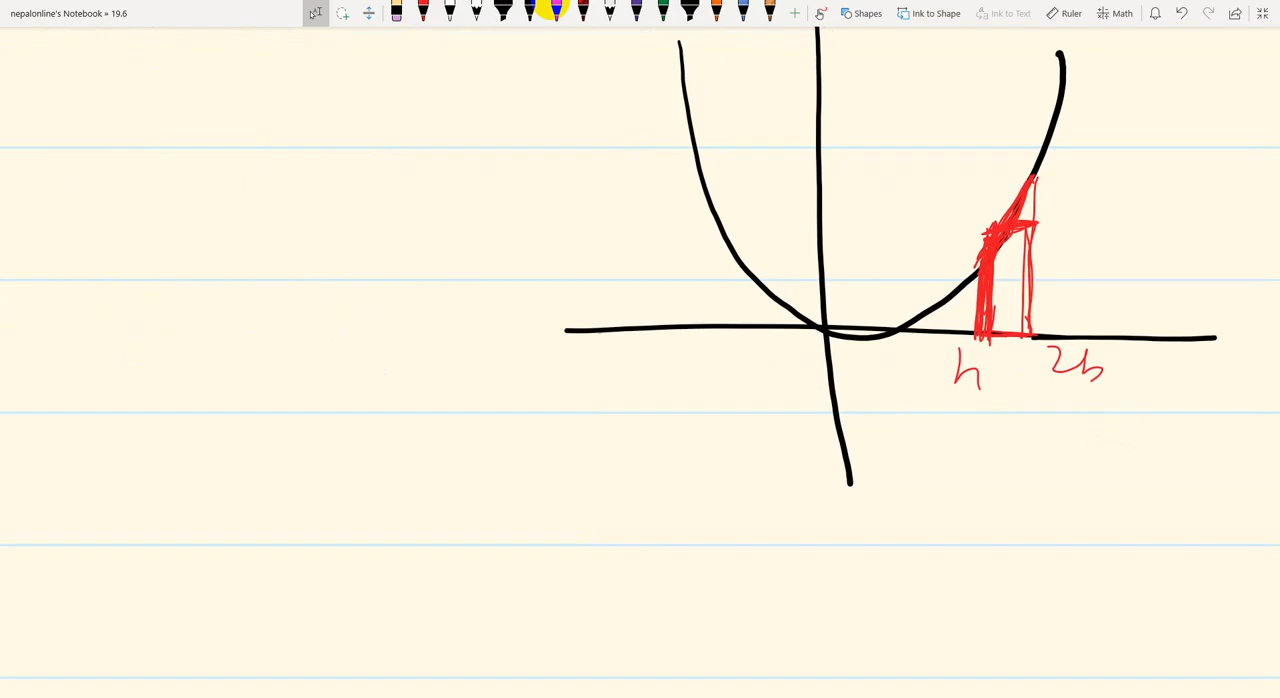 nepalonline's Notebook » 19.6
Shapes Ink to Shape Ink to Text Ruler Math
h 2h